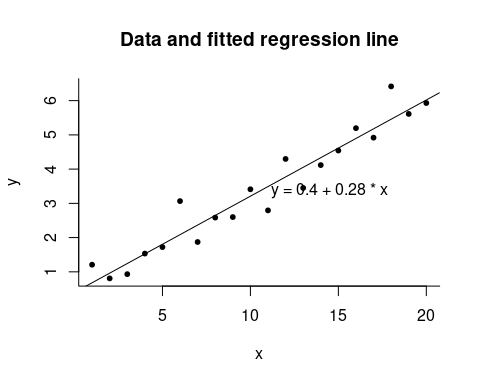 Data and fitted regression line
y
6
5
4
3
2
1
y = 0.4 + 0.28 * x
5 10 15 20
x